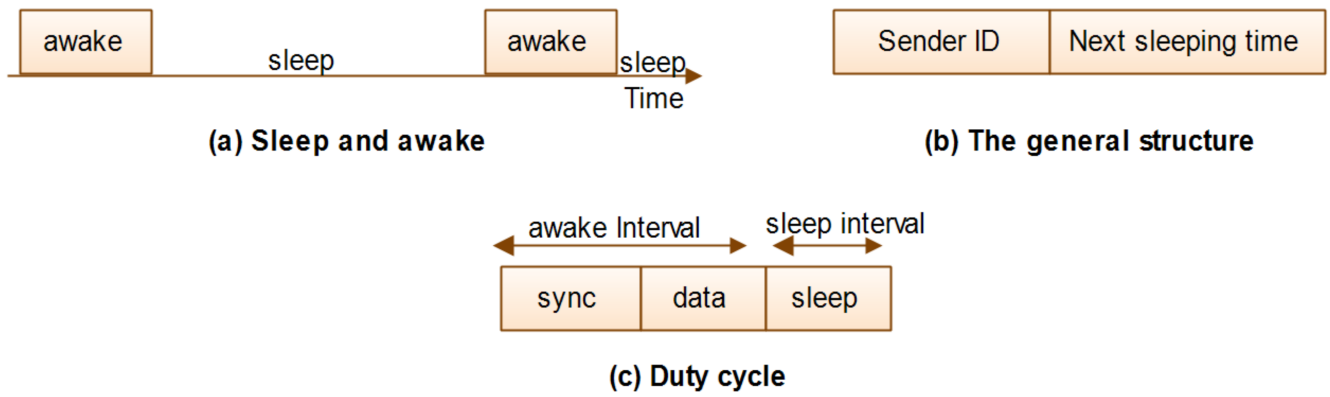 awake
sleep
awake
sleep
Time
(a) Sleep and awake
Sender ID
Next sleeping time
(b) The general structure
awake Interval
sleep interval
sync
data
sleep
(c) Duty cycle